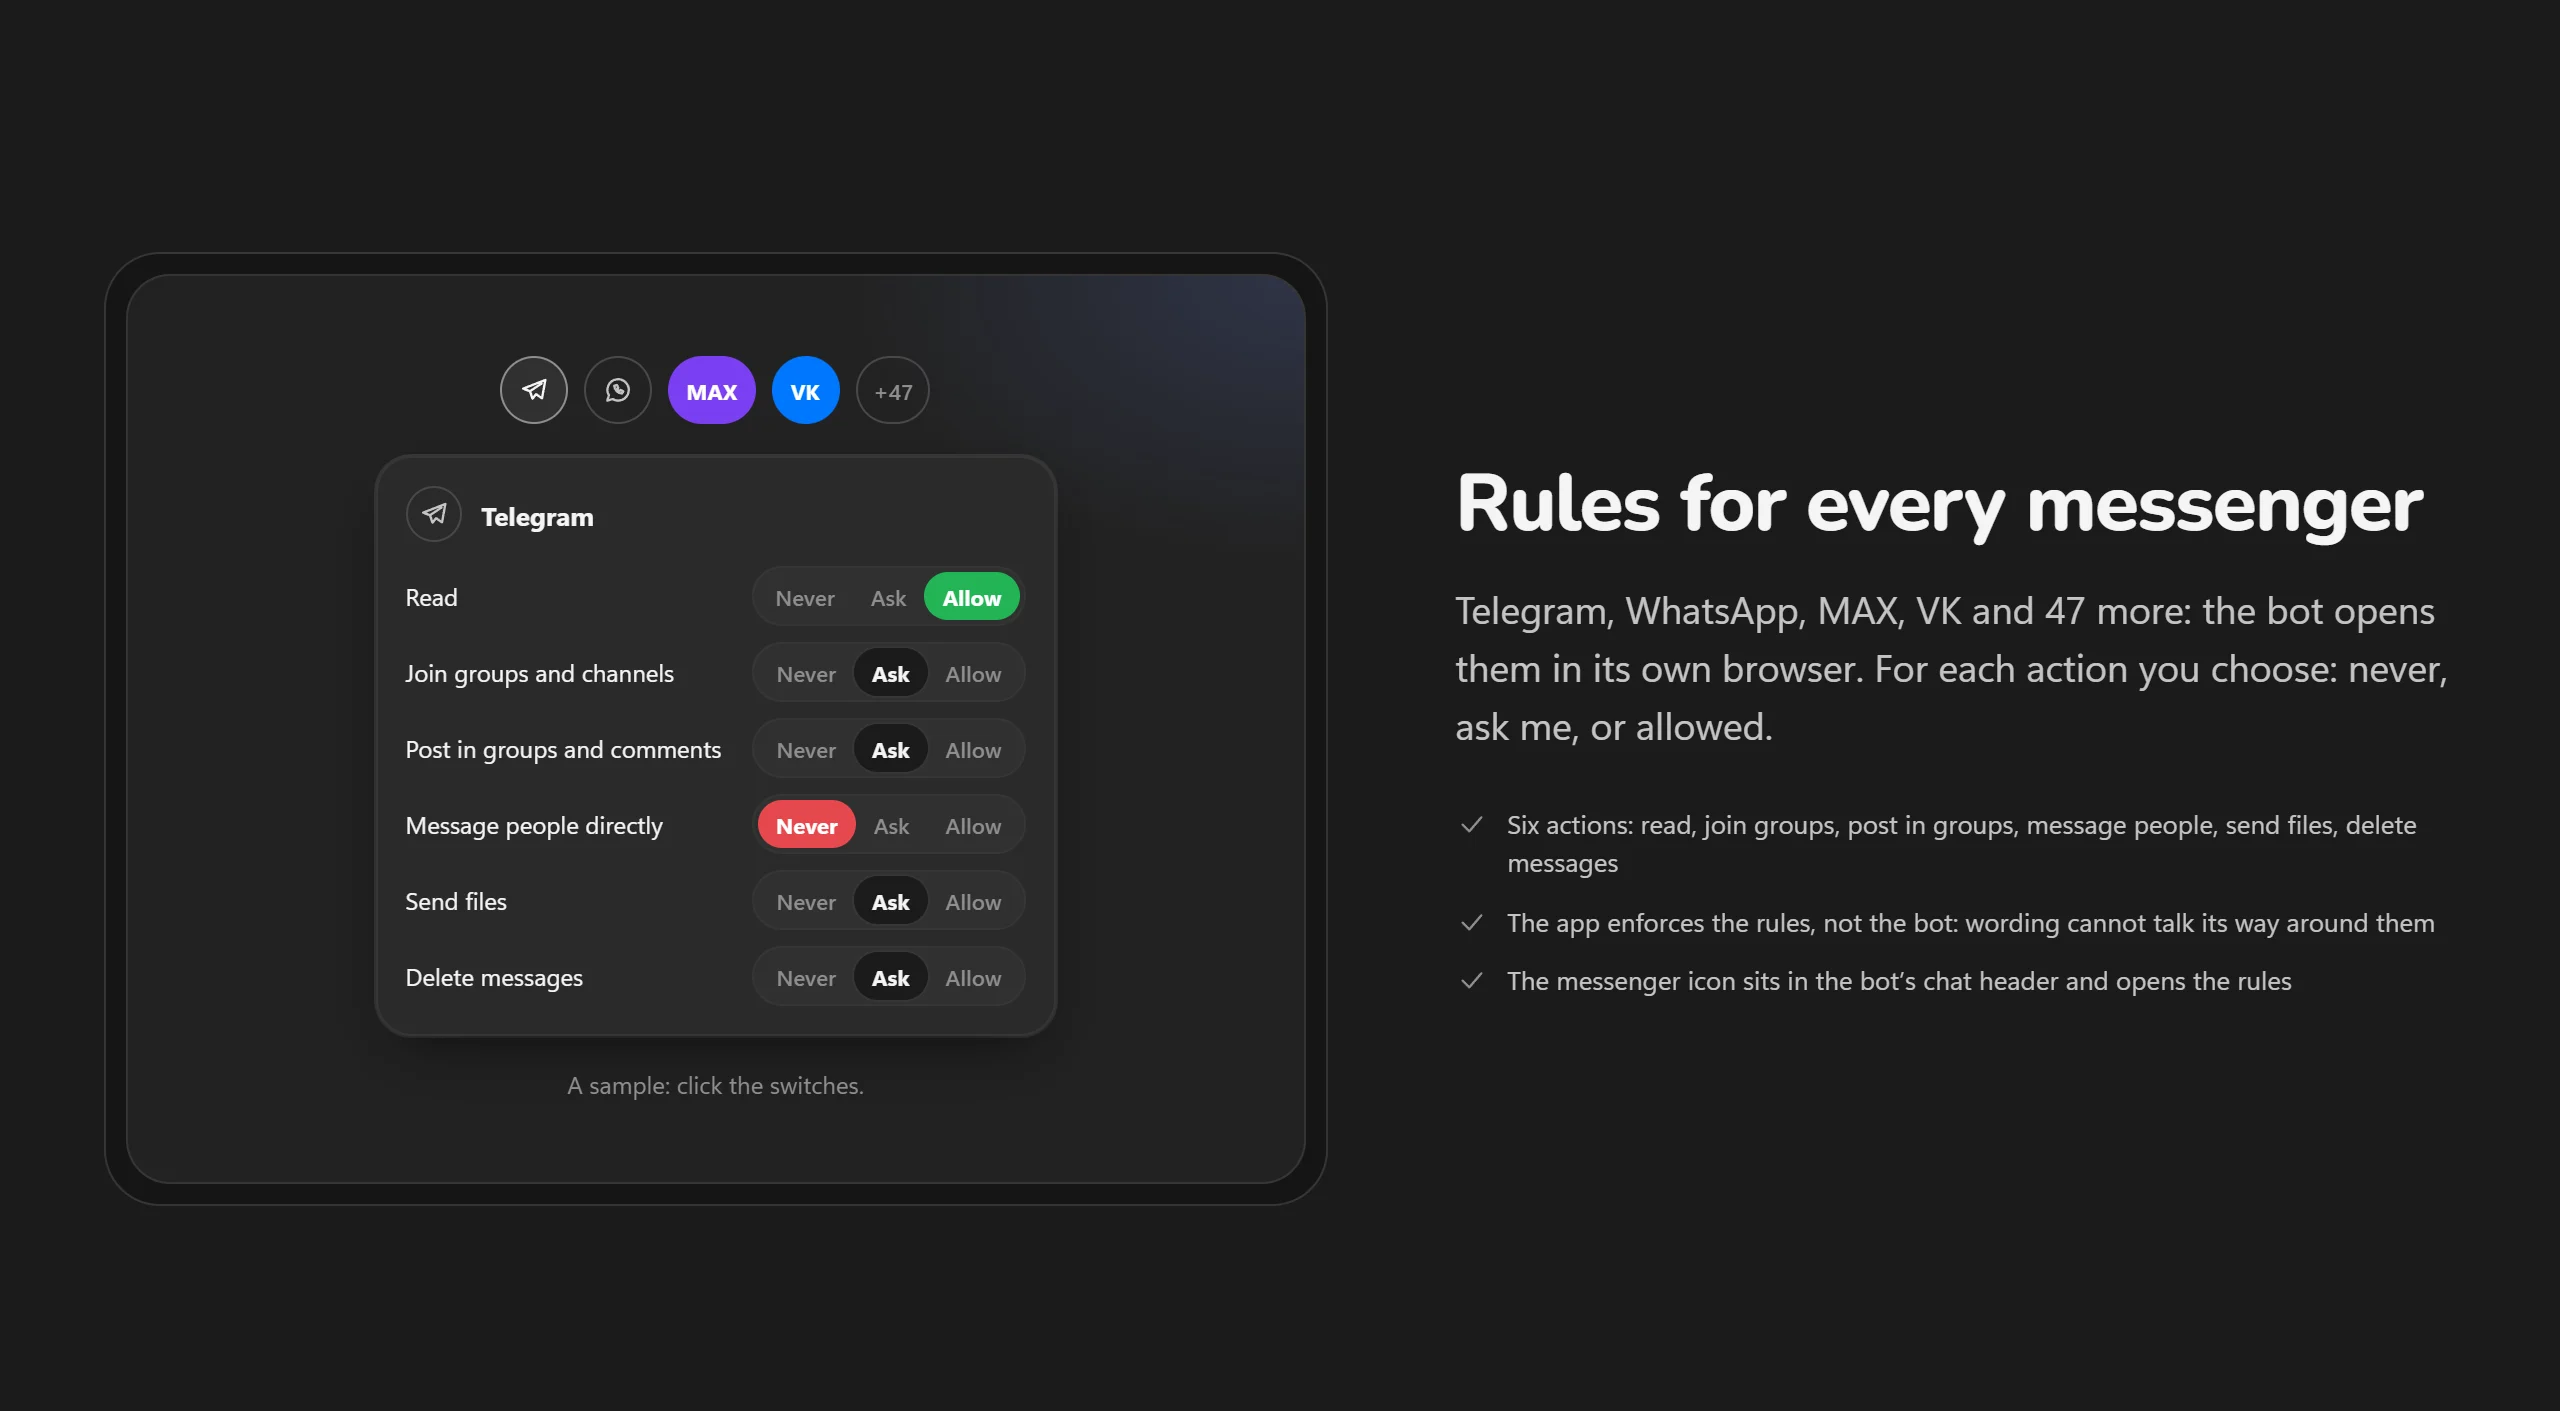 MAX VK +47
Telegram
Read Never Ask Allow
Join groups and channels Never Ask Allow
Post in groups and comments Never Ask Allow
Message people directly Never Ask Allow
Send files Never Ask Allow
Delete messages Never Ask Allow
A sample: click the switches.
Rules for every messenger
Telegram, WhatsApp, MAX, VK and 47 more: the bot opens
them in its own browser. For each action you choose: never,
ask me, or allowed.
Six actions: read, join groups, post in groups, message people, send files, delete
messages
The app enforces the rules, not the bot: wording cannot talk its way around them
The messenger icon sits in the bot’s chat header and opens the rules